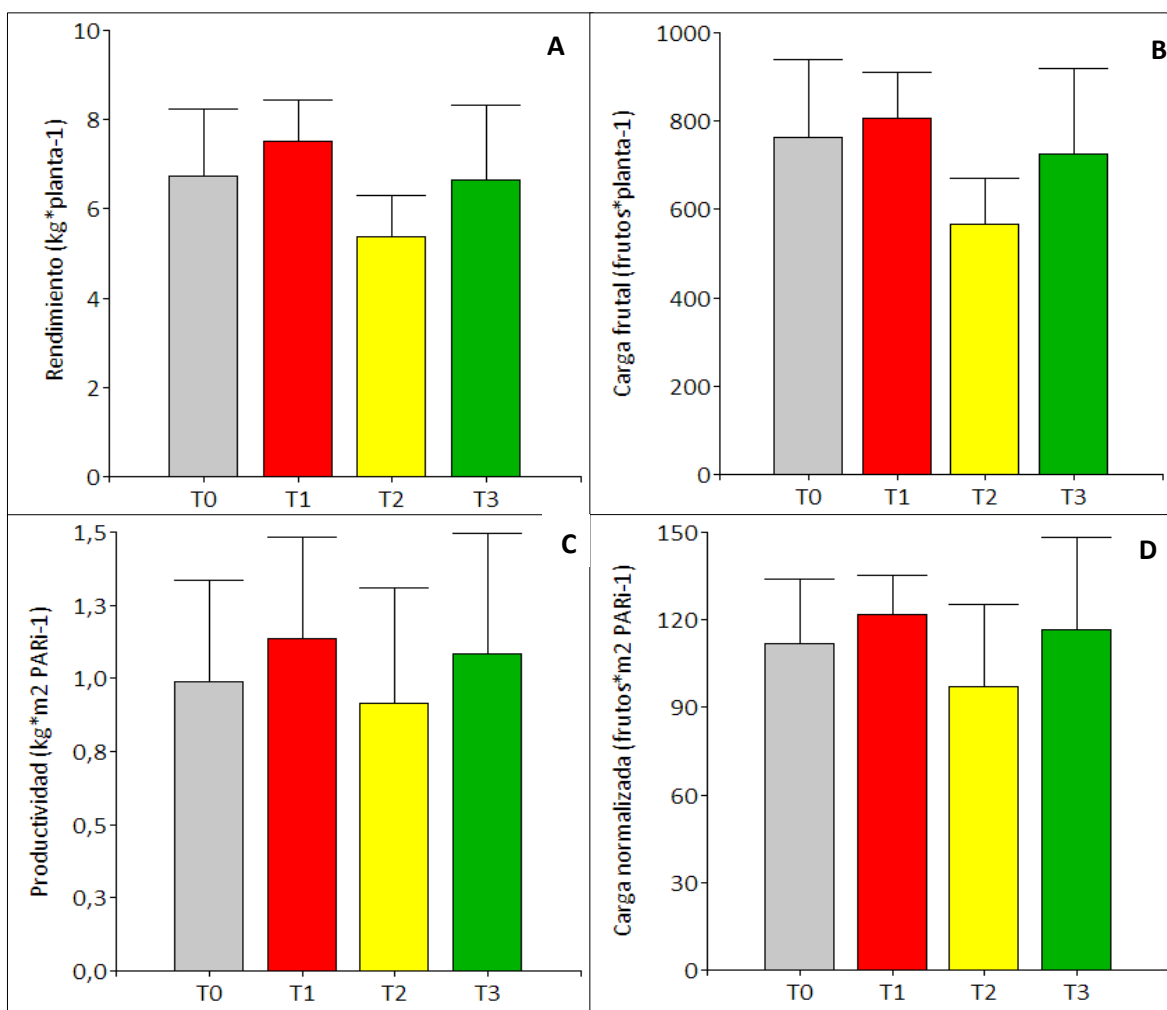 A
Rendimiento (kg*planta-1)
10
8
6
4
2
0
T0 T1 T2 T3
B
Carga frutal (frutos*planta-1)
1000
800
600
400
200
0
T0 T1 T2 T3
C
Productividad (kg*m2 PARi-1)
1,5
1,3
1,0
0,8
0,5
0,3
0,0
T0 T1 T2 T3
D
Carga normalizada (frutos*m2 PARi-1)
150
120
90
60
30
0
T0 T1 T2 T3